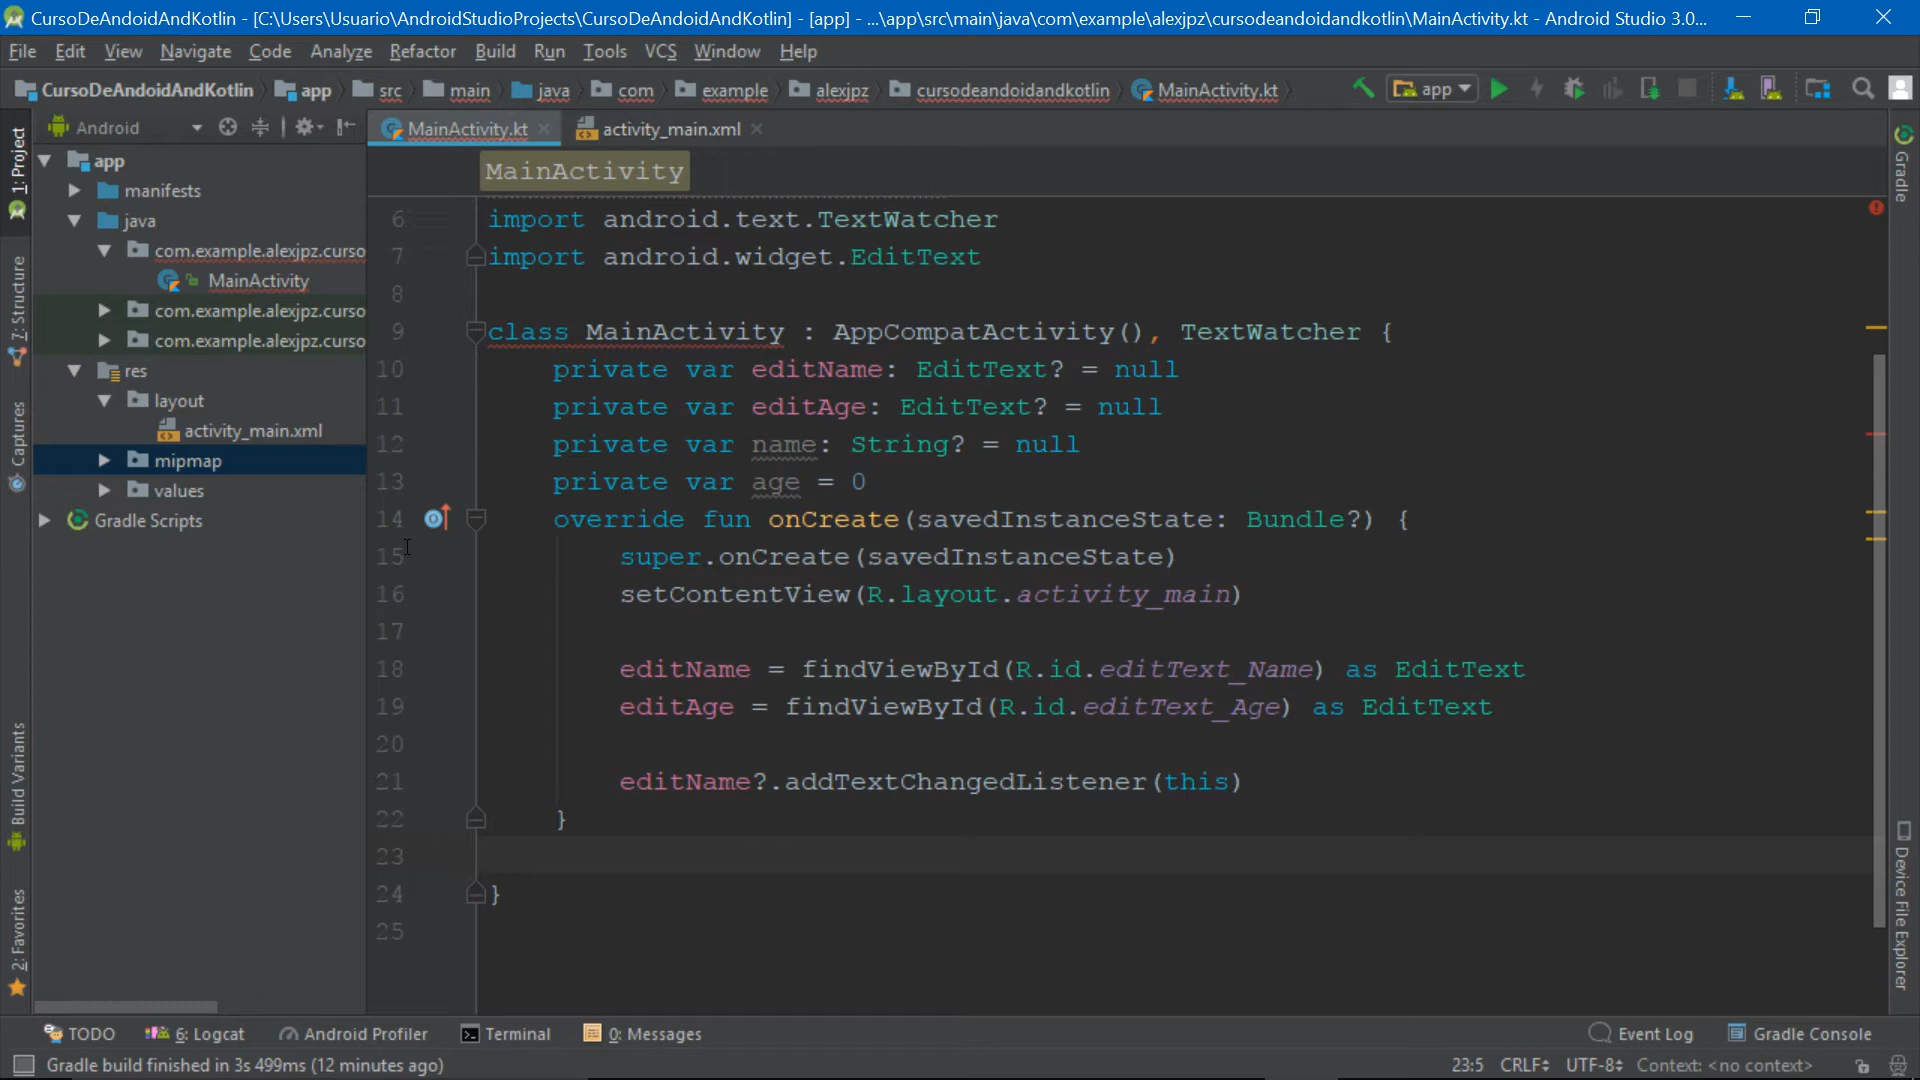 CursoDeAndoidAndKotlin - [C:\Users\Usuario\AndroidStudioProjects\CursoDeAndoidAndKotlin] - [app] - ...\app\src\main\java\com\example\alexjpz\cursodeandoidandkotlin\MainActivity.kt - Android Studio 3.0...
File Edit View Navigate Code Analyze Refactor Build Run Tools VCS Window Help
CursoDeAndoidAndKotlin app src main java com example alexjpz cursodeandoidandkotlin MainActivity.kt app
Android MainActivity.kt activity_main.xml
1: Project
7: Structure
Captures
Build Variants
2: Favorites
app
manifests
java
com.example.alexjpz.curso
MainActivity
com.example.alexjpz.curso
com.example.alexjpz.curso
res
layout
activity_main.xml
mipmap
values
Gradle Scripts
MainActivity
6 import android.text.TextWatcher
7 import android.widget.EditText
8
9 class MainActivity : AppCompatActivity(), TextWatcher {
10 private var editName: EditText? = null
11 private var editAge: EditText? = null
12 private var name: String? = null
13 private var age = 0
14 override fun onCreate(savedInstanceState: Bundle?) {
15 super.onCreate(savedInstanceState)
16 setContentView(R.layout.activity_main)
17
18 editName = findViewById(R.id.editText_Name) as EditText
19 editAge = findViewById(R.id.editText_Age) as EditText
20
21 editName?.addTextChangedListener(this)
22 }
23
24 }
25
Gradle
Device File Explorer
TODO 6: Logcat Android Profiler Terminal 0: Messages Event Log Gradle Console
Gradle build finished in 3s 499ms (12 minutes ago) 23:5 CRLF UTF-8 Context: <no context>